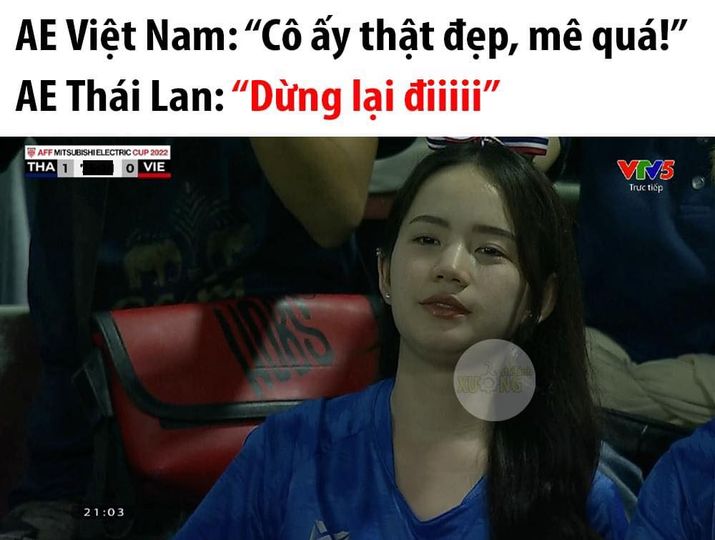 AE Việt Nam: “Cô ấy thật đẹp, mê quá!”
AE Thái Lan: “Dừng lại điiiii”
AFF MITSUBISHI ELECTRIC CUP 2022
THA 1 0 VIE
VTV5
Trực tiếp
XƯỞNG
21:03